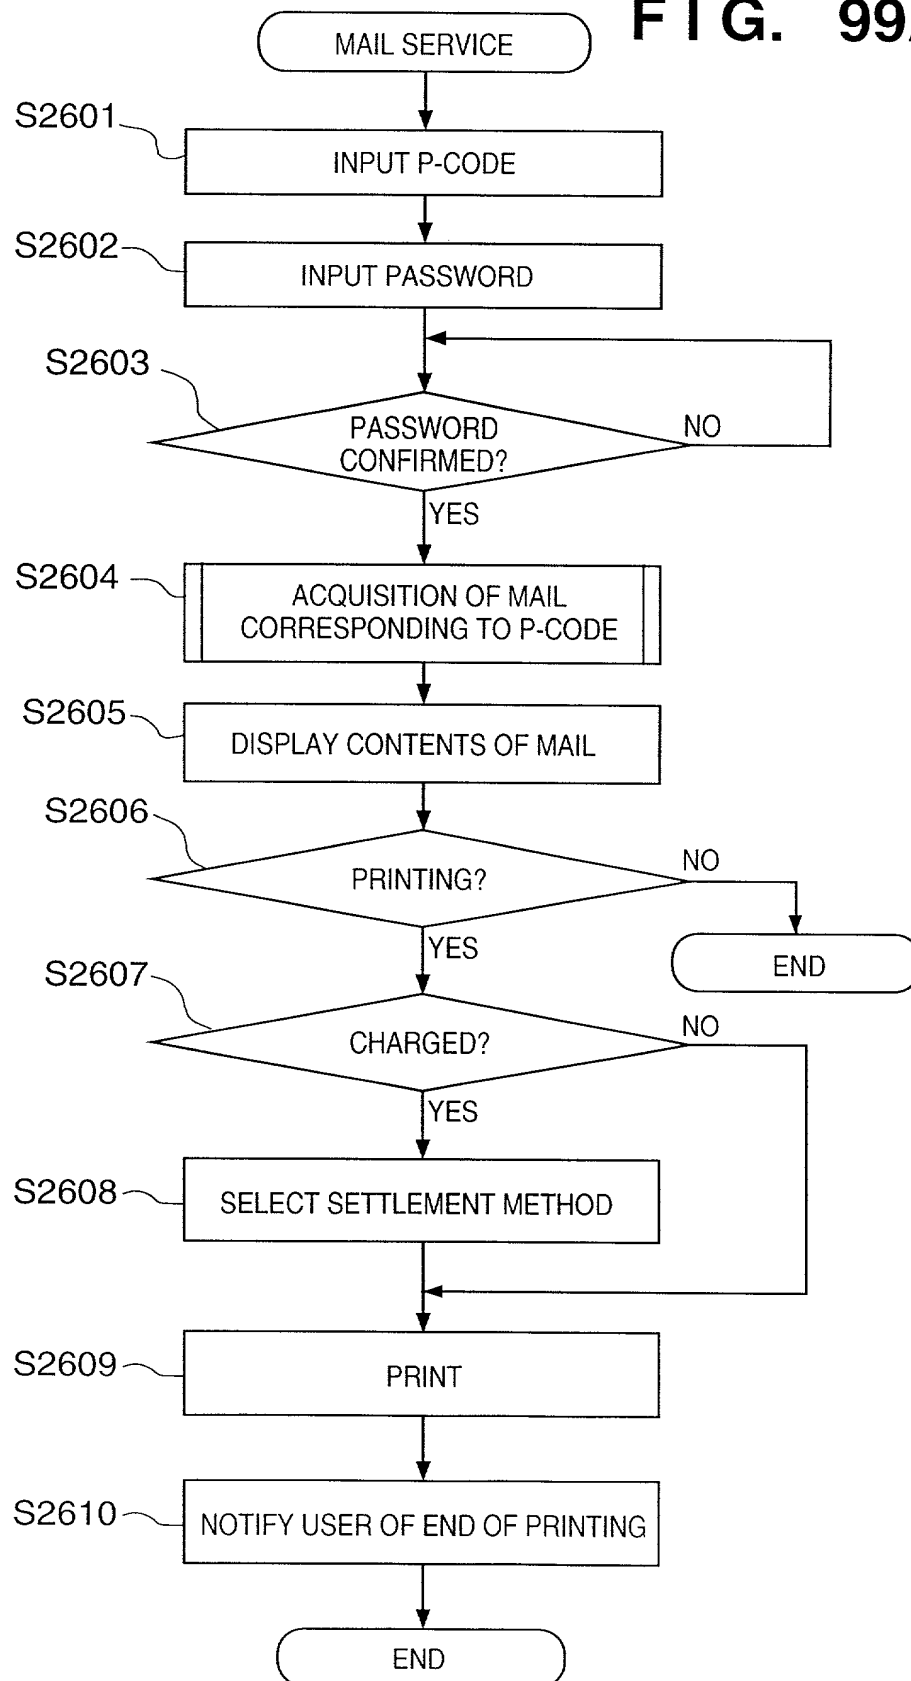 FIG. 99
MAIL SERVICE
S2601
INPUT P-CODE
S2602
INPUT PASSWORD
S2603
PASSWORD
CONFIRMED?
NO
YES
S2604
ACQUISITION OF MAIL
CORRESPONDING TO P-CODE
S2605
DISPLAY CONTENTS OF MAIL
S2606
PRINTING?
NO
YES
END
S2607
CHARGED?
NO
YES
S2608
SELECT SETTLEMENT METHOD
S2609
PRINT
S2610
NOTIFY USER OF END OF PRINTING
END